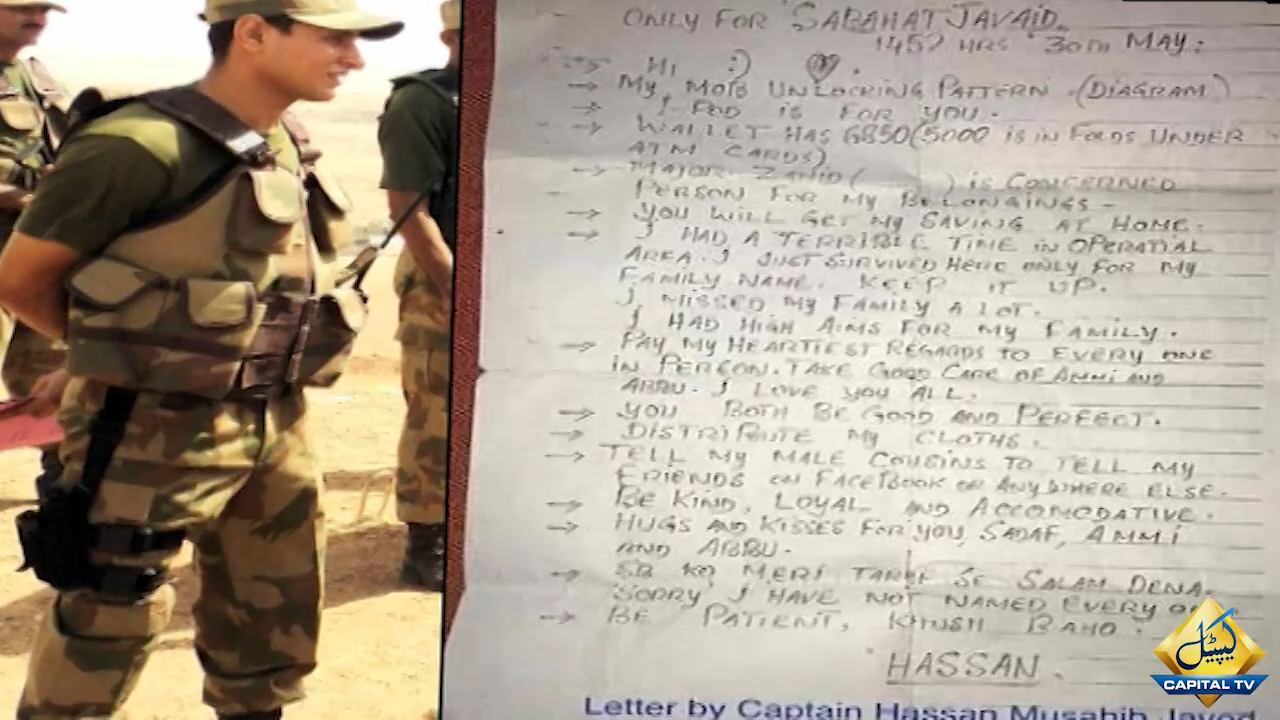 ONLY FOR SABAHAT JAVAID
1452 HRS 30TH MAY:
→ HI :)
→ MY MOB UNLOCKING PATTERN. (DIAGRAM)
→ I POD IS FOR YOU.
→ WALLET HAS 6850 (5000 IS IN FOLDS UNDER
ATM CARDS)
→ MAJOR ZAHID ( ) IS CONCERNED
PERSON FOR MY BELONGINGS -
→ YOU WILL GET MY SAVING AT HOME.
→ I HAD A TERRIBLE TIME IN OPERATIAL
AREA. I JUST SURVIVED HERE ONLY FOR MY
FAMILY NAME. KEEP IT UP.
I MISSED MY FAMILY A LOT.
I HAD HIGH AIMS FOR MY FAMILY.
→ PAY MY HEARTIEST REGARDS TO EVERY ONE
IN PERSON. TAKE GOOD CARE OF AMMI AND
ABBU. I LOVE YOU ALL.
→ YOU BOTH BE GOOD AND PERFECT.
→ DISTRIBUTE MY CLOTHS.
→ TELL MY MALE COUSINS TO TELL MY
FRIENDS ON FACEBOOK OR ANYWHERE ELSE.
→ BE KIND, LOYAL AND ACCOMODATIVE.
→ HUGS AND KISSES FOR YOU, SADAF, AMMI
AND ABBU.
→ SB KO MERI TARAF SE SALAM DENA
SORRY I HAVE NOT NAMED EVERY
→ BE PATIENT, KHUSH RAHO.
HASSAN.
Letter by Captain Hassan Musahib Javed
کیپیٹل
CAPITAL TV